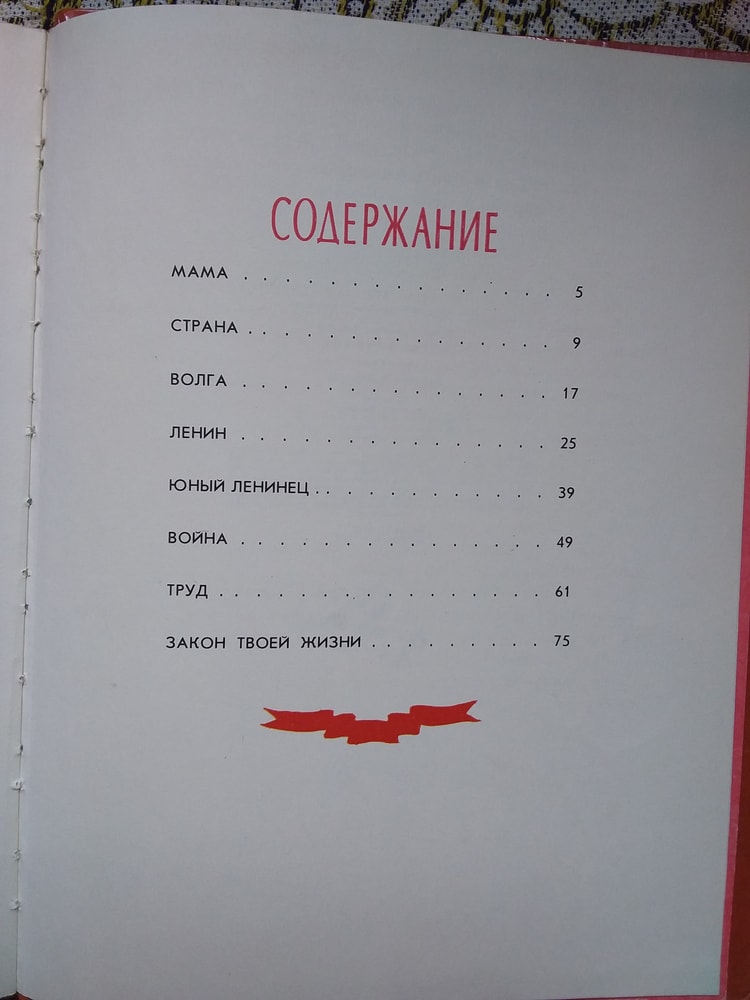 СОДЕРЖАНИЕ
МАМА . . . . . . . . . . . . . . . 5
СТРАНА . . . . . . . . . . . . . . 9
ВОЛГА . . . . . . . . . . . . . . . 17
ЛЕНИН . . . . . . . . . . . . . . . 25
ЮНЫЙ ЛЕНИНЕЦ . . . . . . . . . . . 39
ВОЙНА . . . . . . . . . . . . . . . 49
ТРУД . . . . . . . . . . . . . . . . 61
ЗАКОН ТВОЕЙ ЖИЗНИ . . . . . . . . . 75